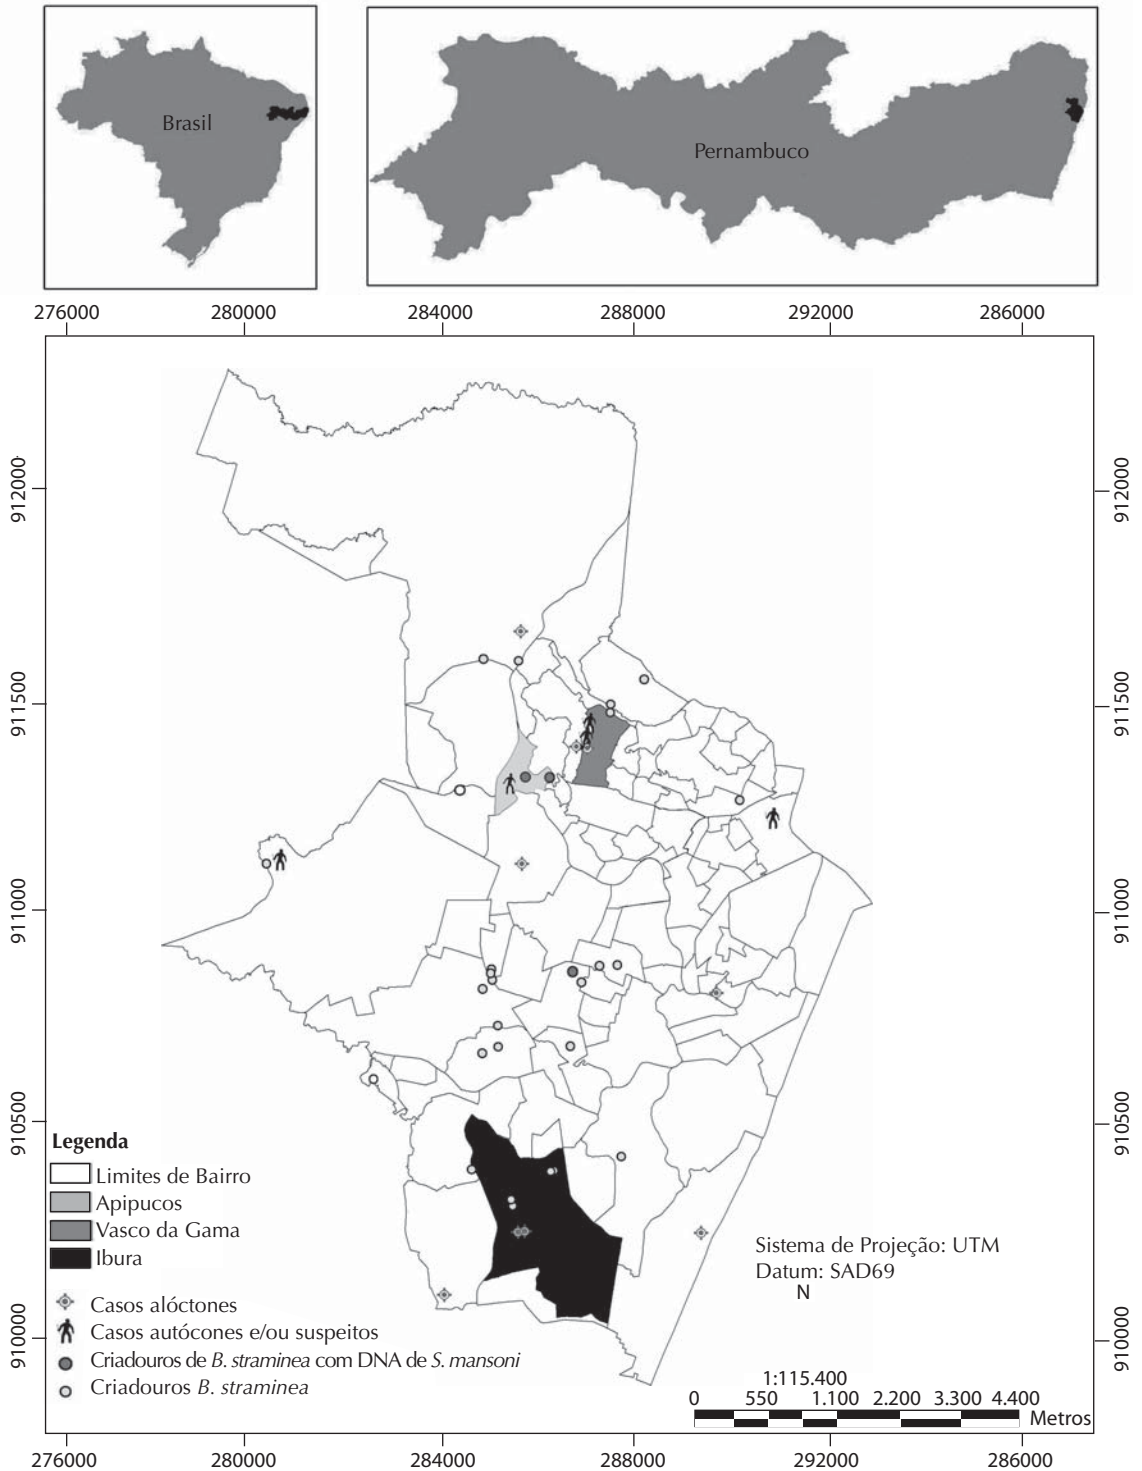 Brasil
Pernambuco
276000 280000 284000 288000 292000 286000
912000
912000
911500
911500
911000
911000
910500
910500
910000
910000
Legenda
Limites de Bairro
Apipucos
Vasco da Gama
Ibura
Casos alóctones
Casos autócones e/ou suspeitos
Criadouros de B. straminea com DNA de S. mansoni
Criadouros B. straminea
Sistema de Projeção: UTM
Datum: SAD69
N
1:115.400
0 550 1.100 2.200 3.300 4.400
Metros
276000 280000 284000 288000 292000 286000